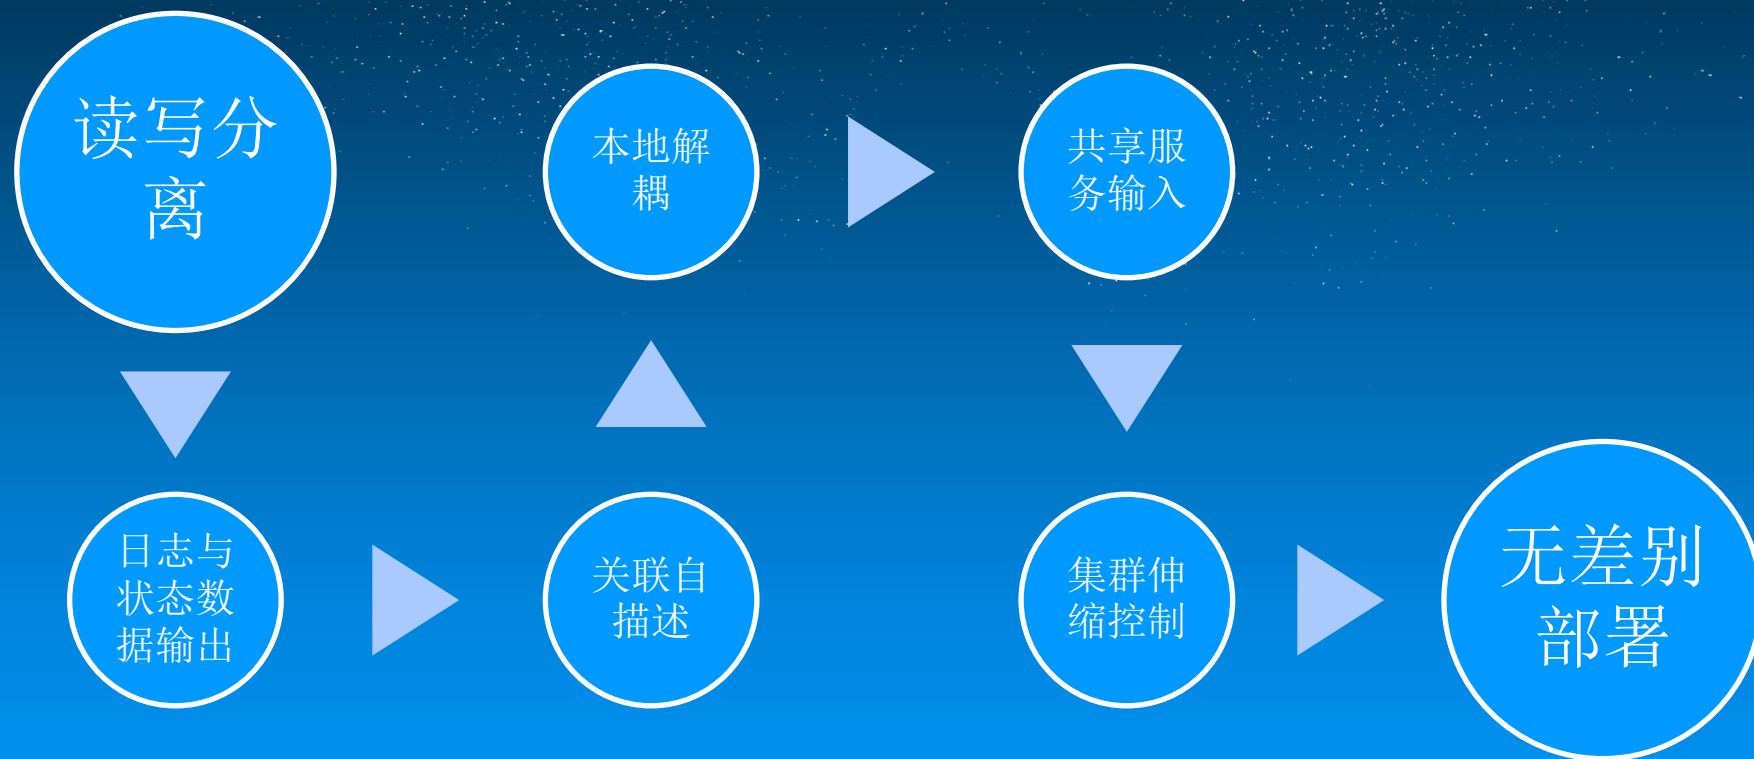 读写分
离
日志与
状态数
据输出
关联自
描述
本地解
耦
共享服
务输入
集群伸
缩控制
无差别
部署